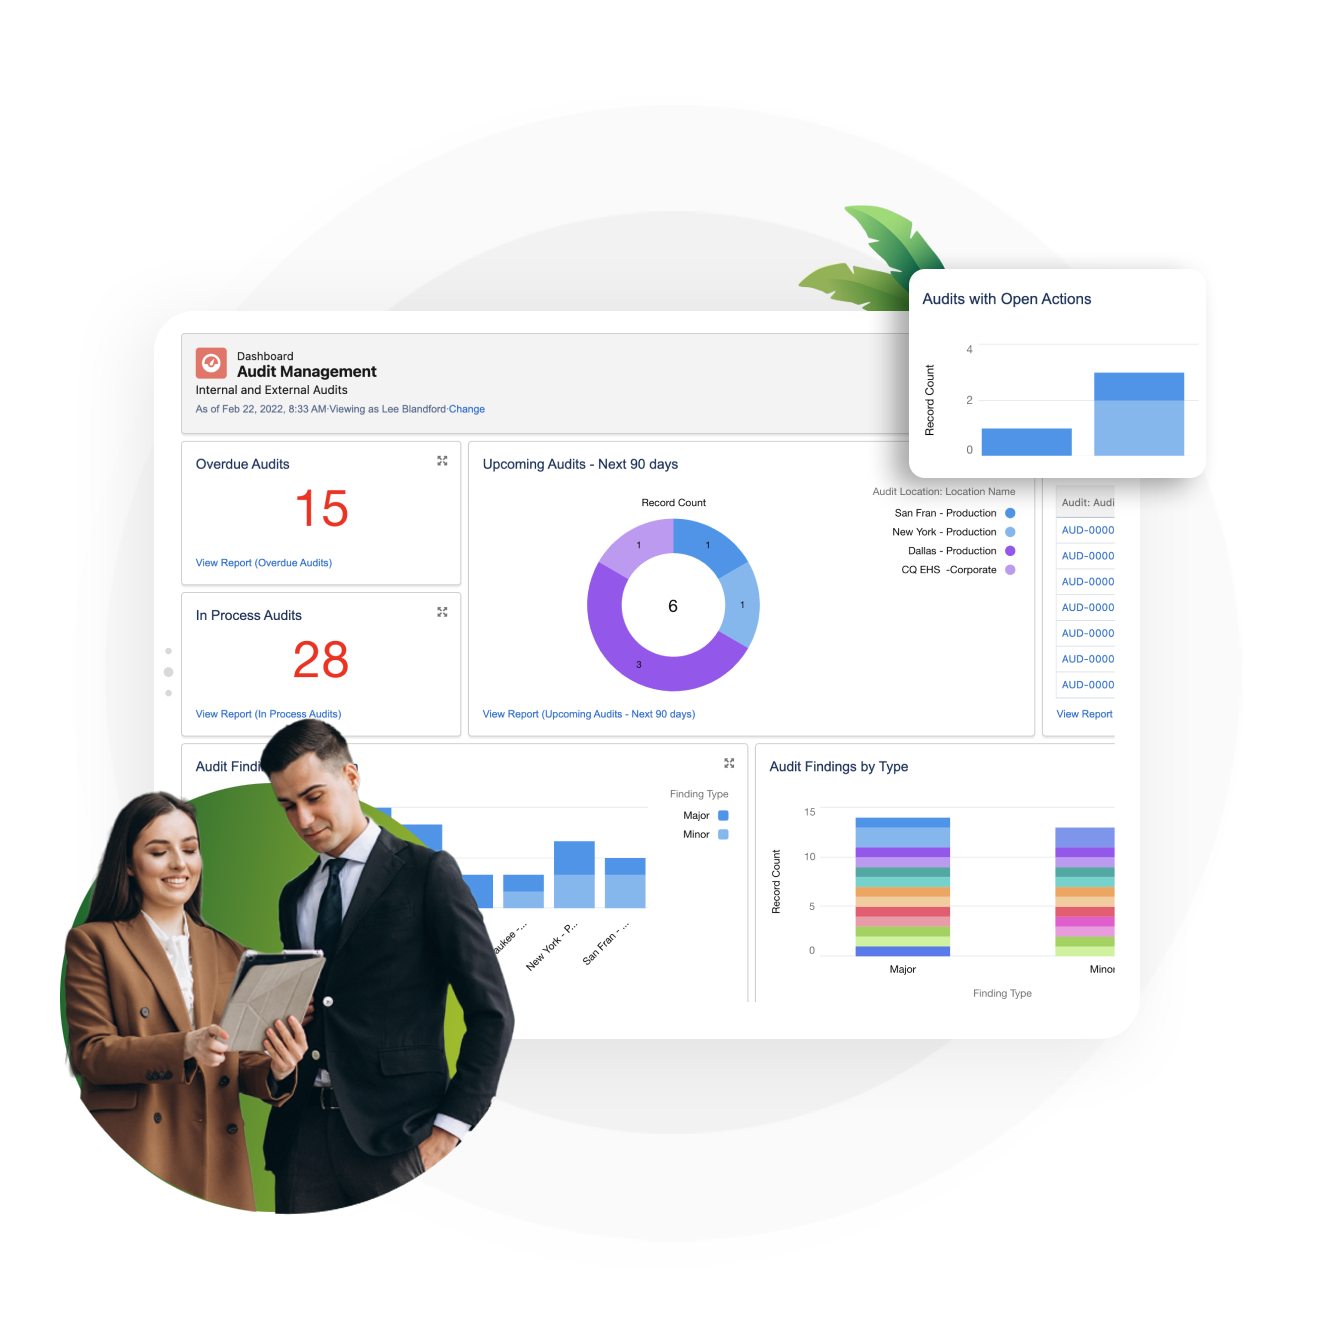 Audits with Open Actions
Record Count
4
2
0
Dashboard
Audit Management
Internal and External Audits
As of Feb 22, 2022, 8:33 AM·Viewing as Lee Blandford·Change
Overdue Audits
15
View Report (Overdue Audits)
In Process Audits
28
View Report (In Process Audits)
Upcoming Audits - Next 90 days
Record Count
1
1
1
3
6
Audit Location: Location Name
San Fran - Production
New York - Production
Dallas - Production
CQ EHS -Corporate
View Report (Upcoming Audits - Next 90 days)
Audit: Audi
AUD-0000
AUD-0000
AUD-0000
AUD-0000
AUD-0000
AUD-0000
AUD-0000
View Report
Audit Findi
Finding Type
Major
Minor
aukee -...
New York - P...
San Fran - ...
Audit Findings by Type
Record Count
15
10
5
0
Major
Minor
Finding Type